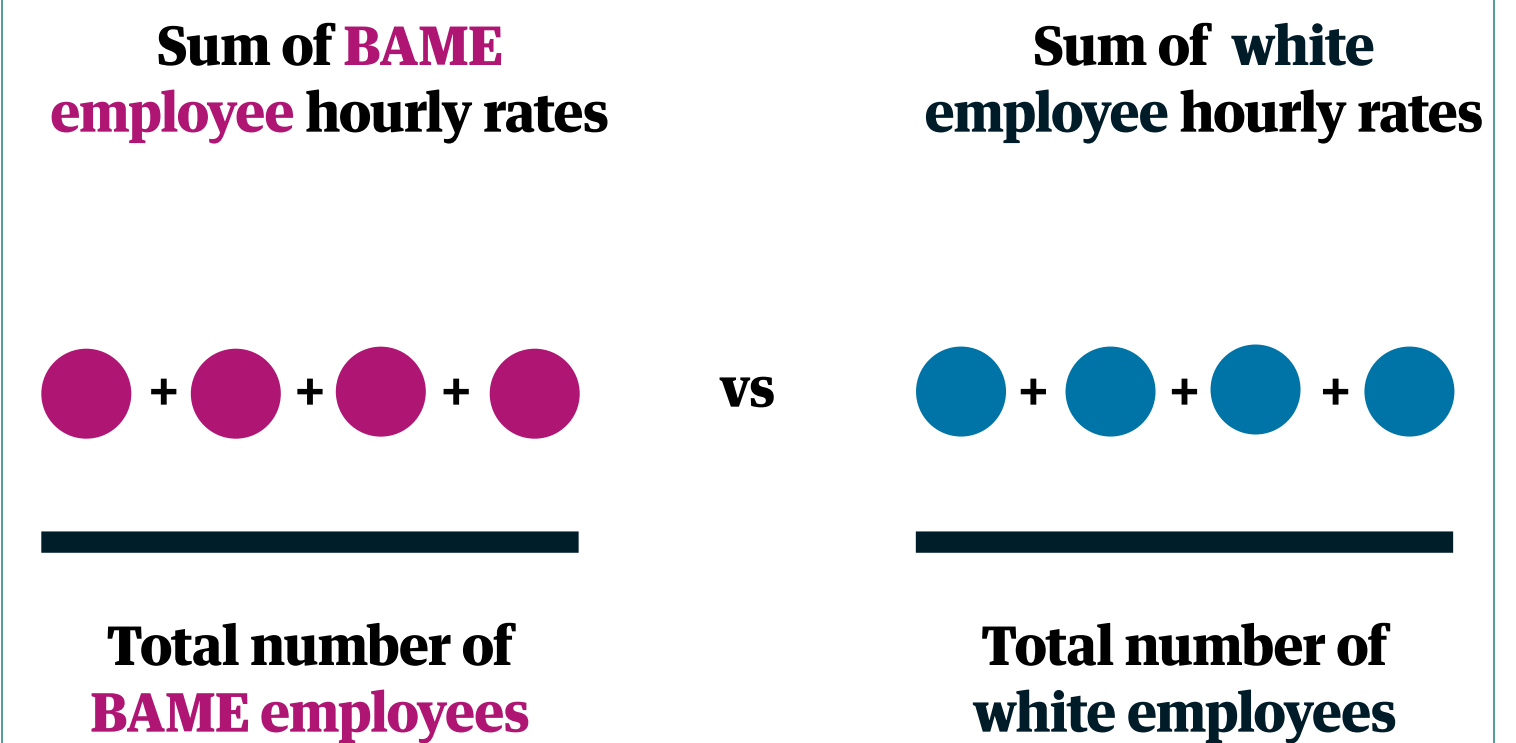 Sum of BAME
employee hourly rates
+ + +
Total number of
BAME employees
vs
Sum of white
employee hourly rates
+ + +
Total number of
white employees